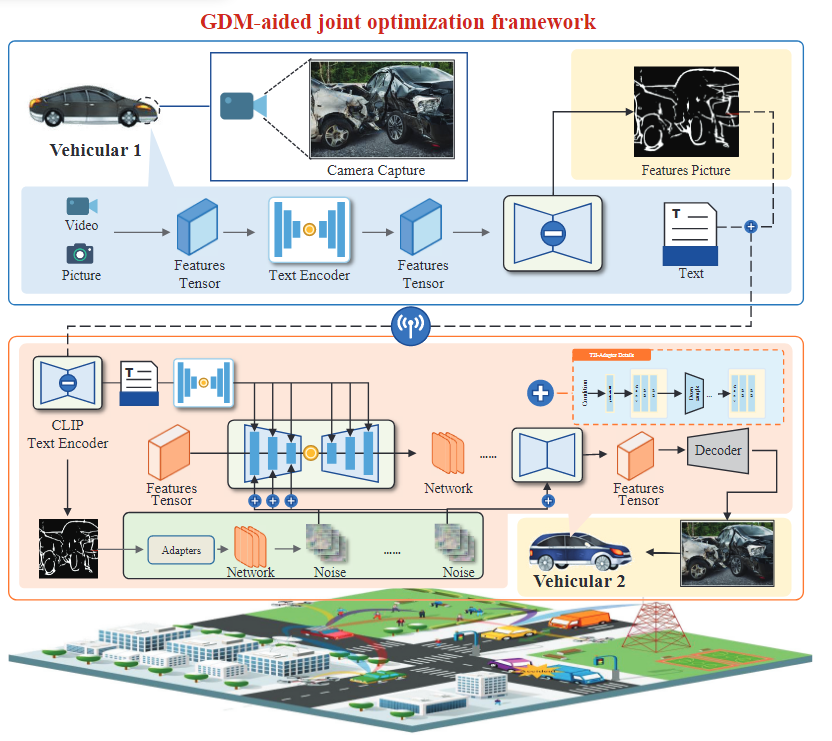 GDM-aided joint optimization framework
Vehicular 1
Camera Capture
Features Picture
Video
Picture
Features
Tensor
Text Encoder
Features
Tensor
T
Text
T
CLIP
Text Encoder
T2I-Adapter Details
Condition
Features
Tensor
Network
......
Features
Tensor
Decoder
Adapters
Network
Noise
......
Noise
Vehicular 2